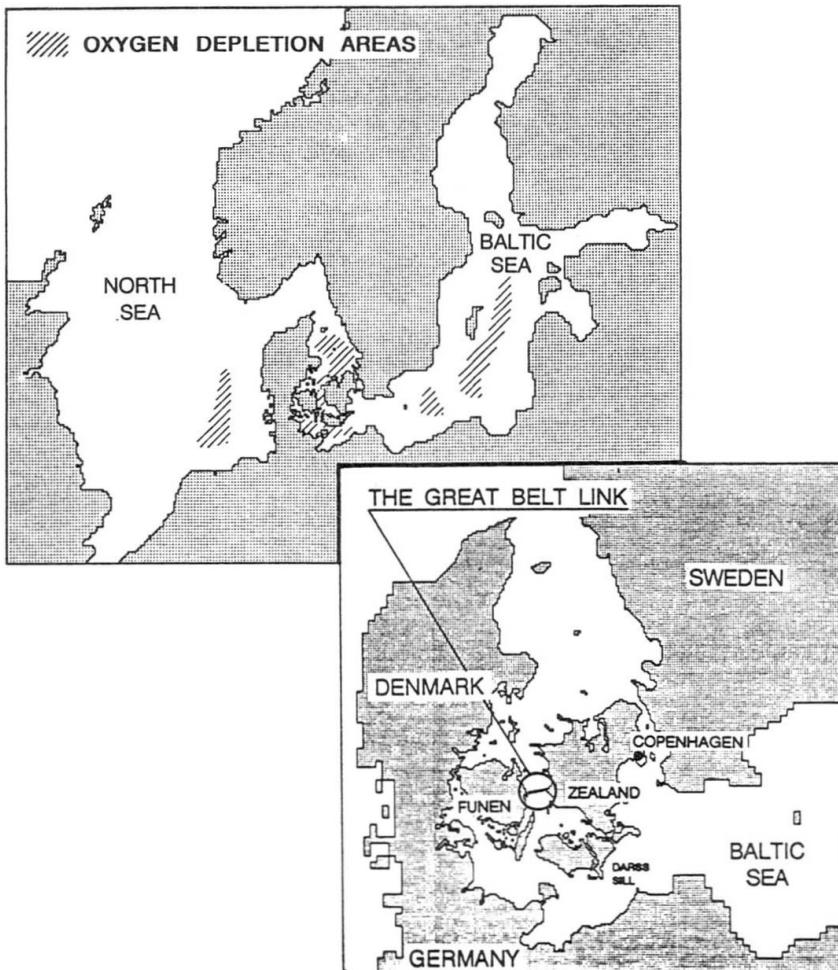 OXYGEN DEPLETION AREAS
NORTH
SEA
BALTIC
SEA
THE GREAT BELT LINK
SWEDEN
DENMARK
COPENHAGEN
FUNEN
ZEALAND
DARSS
SILL
BALTIC
SEA
GERMANY